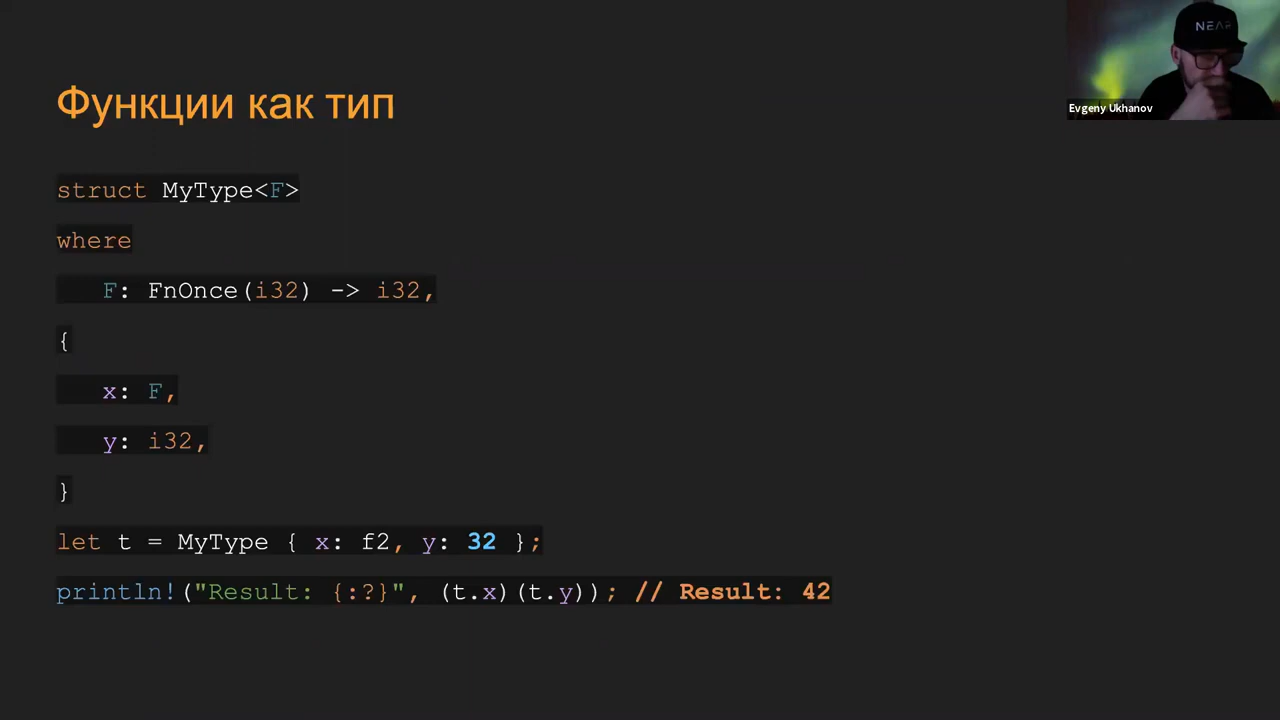 Функции как тип
struct MyType<F>
where
F: FnOnce(i32) -> i32,
{
x: F,
y: i32,
}
let t = MyType { x: f2, y: 32 };
println!("Result: {:?}", (t.x)(t.y)); // Result: 42
NEAR
Evgeny Ukhanov